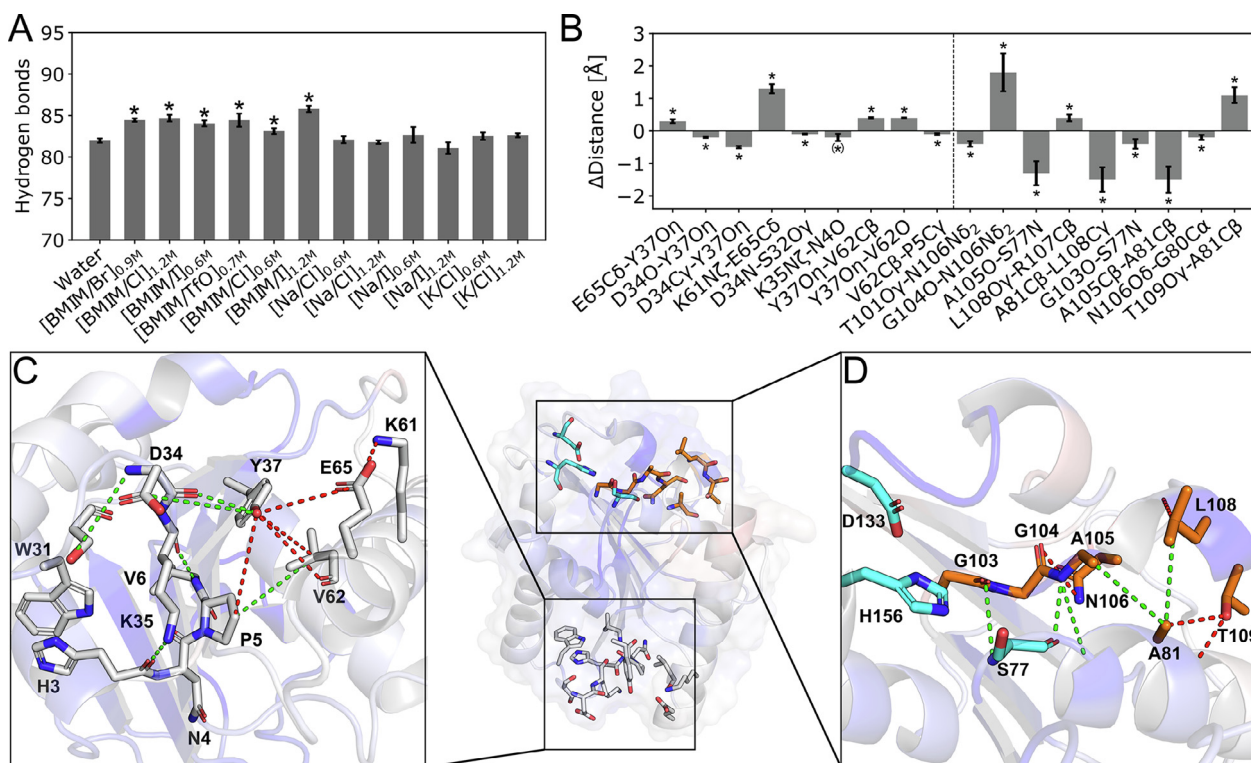 A
Hydrogen bonds
95
90
85
80
75
70
* * * * * *
Water
[BMIM/Br]0.9M
[BMIM/Cl]1.2M
[BMIM/I]0.6M
[BMIM/TfO]0.7M
[BMIM/Cl]0.6M
[BMIM/I]1.2M
[Na/Cl]0.6M
[Na/Cl]1.2M
[Na/I]0.6M
[Na/I]1.2M
[K/Cl]0.6M
[K/Cl]1.2M
B
ΔDistance [Å]
3
2
1
0
−1
−2
* * * * * (*) * * * * * * * * * * * *
E65Cδ-Y37Oη
D34O-Y37Oη
D34Cγ-Y37Oη
K61Nζ-E65Cδ
D34N-S32Oγ
K35Nζ-N4O
Y37Oη-V62Cβ
Y37Oη-V62O
V62Cβ-P5Cγ
T101Oγ-N106Nδ2
G104O-N106Nδ2
A105O-S77N
L108Oγ-R107Cβ
A81Cβ-L108Cγ
G103O-S77N
A105Cβ-A81Cβ
N106O-G80Cα
T109Oγ-A81Cβ
C
K61
D34
Y37
E65
W31
V6
V62
K35
P5
H3
N4
D
D133
L108
G104
A105
G103
N106
H156
T109
A81
S77